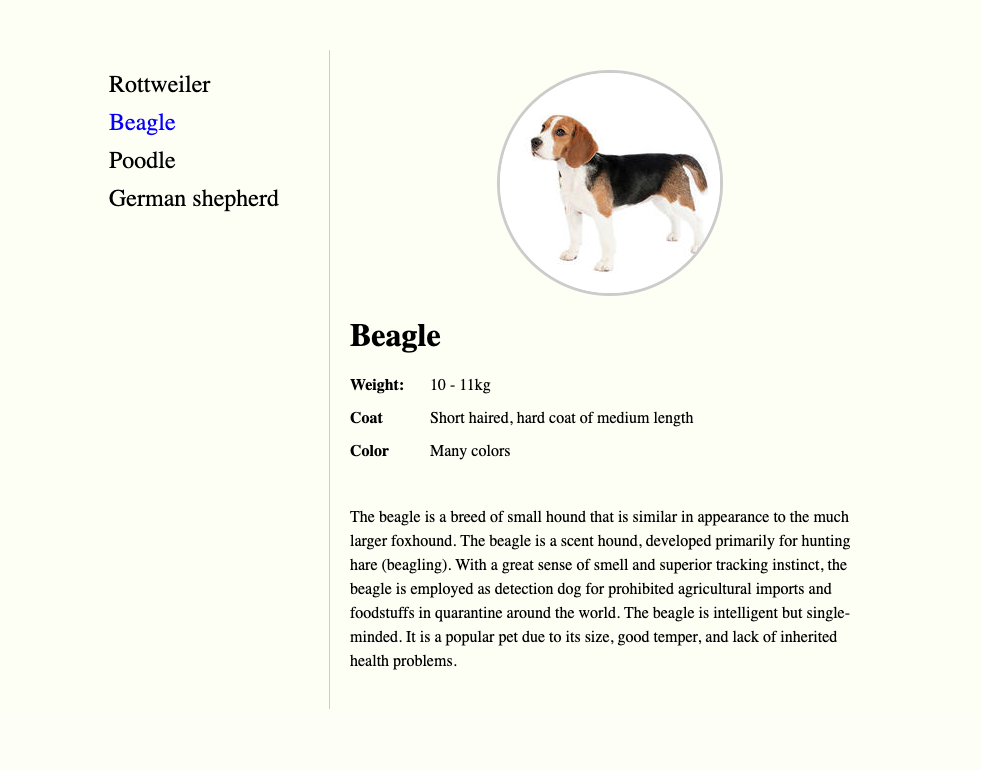 Rottweiler
Beagle
Poodle
German shepherd
Beagle
Weight: 10 - 11kg
Coat Short haired, hard coat of medium length
Color Many colors
The beagle is a breed of small hound that is similar in appearance to the much
larger foxhound. The beagle is a scent hound, developed primarily for hunting
hare (beagling). With a great sense of smell and superior tracking instinct, the
beagle is employed as detection dog for prohibited agricultural imports and
foodstuffs in quarantine around the world. The beagle is intelligent but single-
minded. It is a popular pet due to its size, good temper, and lack of inherited
health problems.